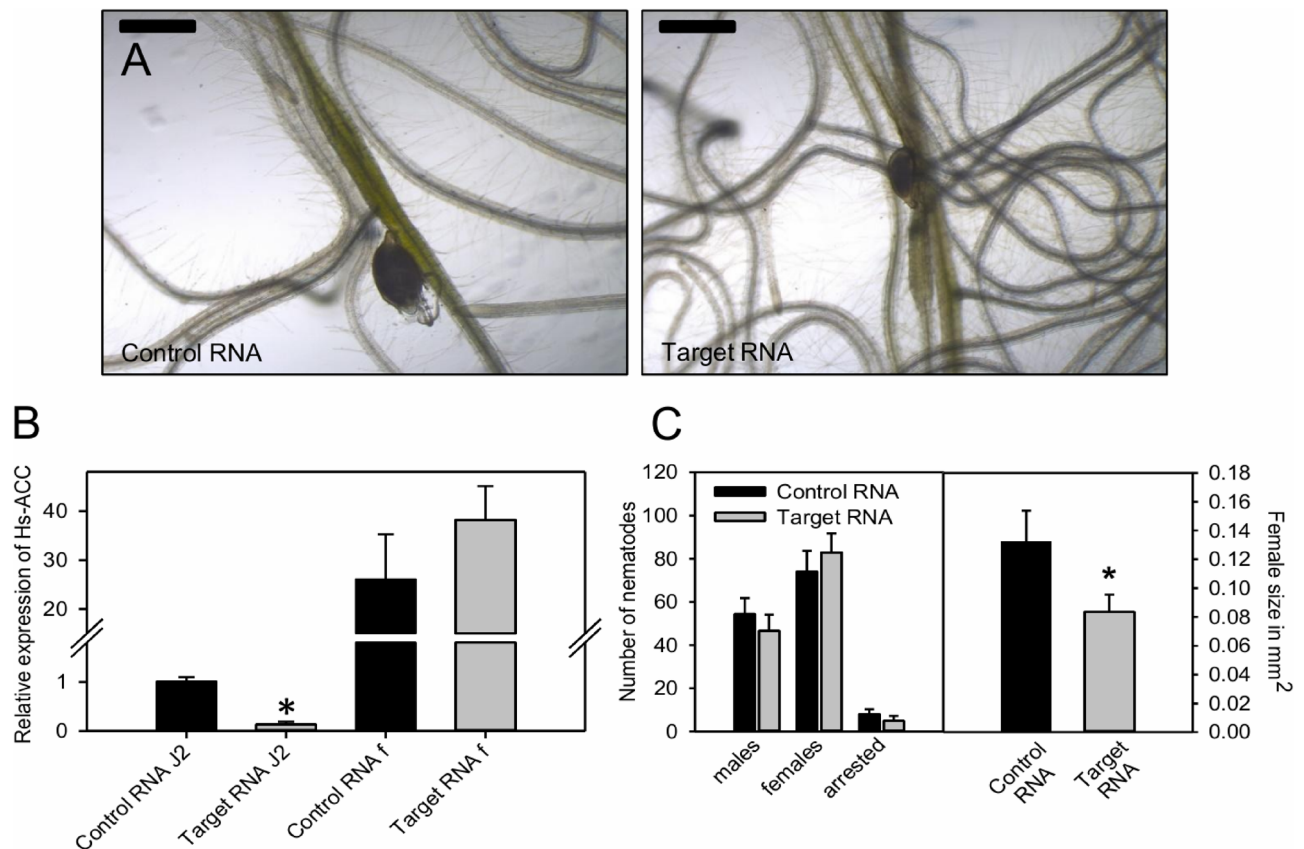 A
Control RNA
Target RNA
B
Relative expression of Hs-ACC
40
30
20
1
0
*
Control RNA J2
Target RNA J2
Control RNA f
Target RNA f
C
Number of nematodes
120
100
80
60
40
20
0
Control RNA
Target RNA
males
females
arrested
*
Control
RNA
Target
RNA
0.18
0.16
0.14
0.12
0.10
0.08
0.06
0.04
0.02
0.00
Female size in mm2